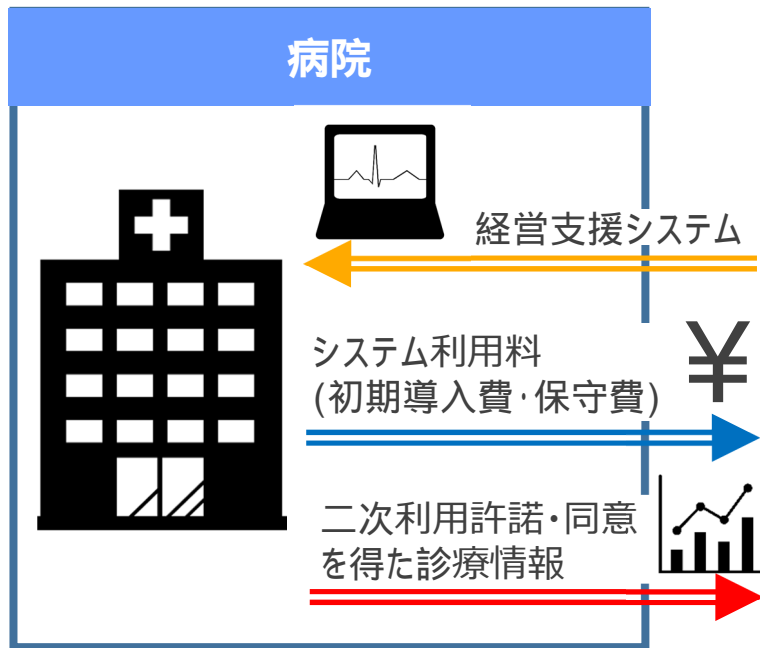 病院
経営支援システム
システム利用料
(初期導入費・保守費)
¥
二次利用許諾・同意
を得た診療情報